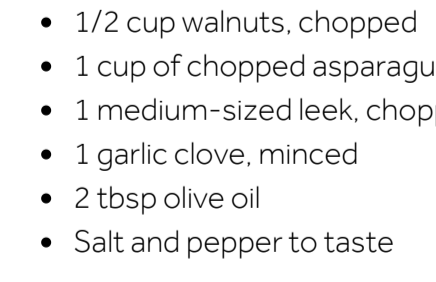 • 1/2 cup walnuts, chopped
• 1 cup of chopped asparagu
• 1 medium-sized leek, chop
• 1 garlic clove, minced
• 2 tbsp olive oil
• Salt and pepper to taste